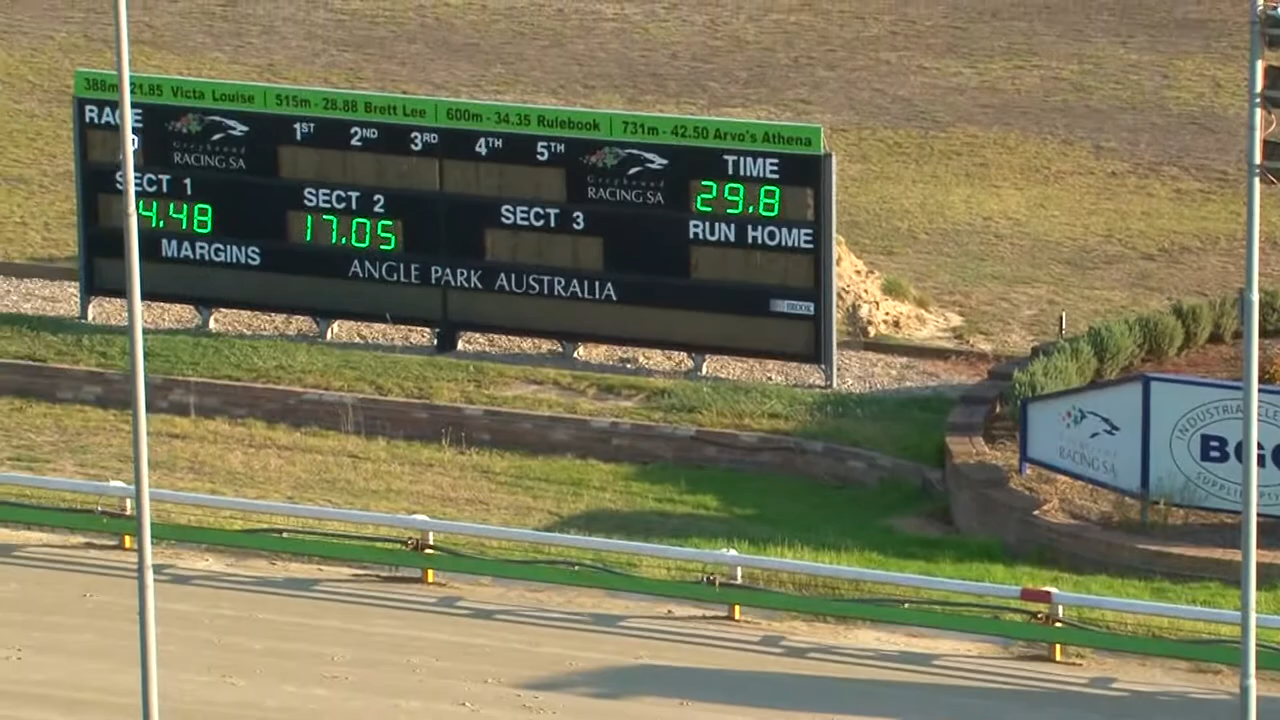 388m 21.85 Victa Louise | 515m - 28.88 Brett Lee | 600m - 34.35 Rulebook | 731m - 42.50 Arvo's Athena
RACE
Greyhound
RACING SA
1ST 2ND 3RD 4TH 5TH
Greyhound
RACING SA
TIME
29.8
SECT 1
4.48
SECT 2
17.05
SECT 3
RUN HOME
MARGINS
ANGLE PARK AUSTRALIA
BROOK
RACING SA
INDUSTRIAL CLE
BG
SUPPLIE